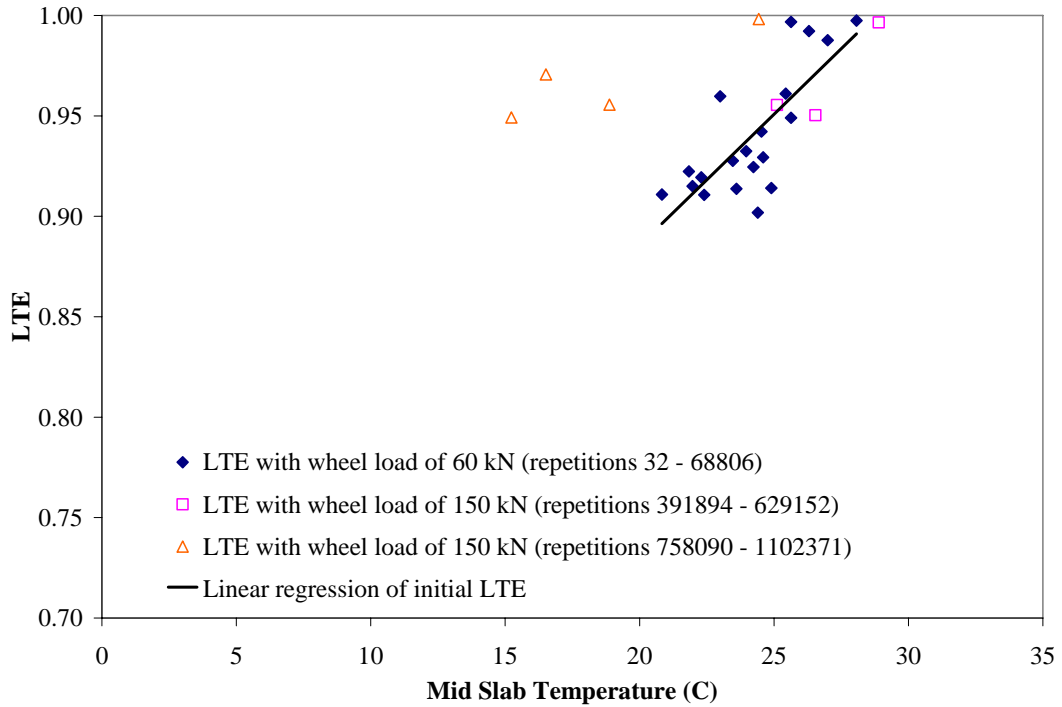 1.00
0.95
0.90
0.85
0.80
0.75
0.70
LTE
LTE with wheel load of 60 kN (repetitions 32 - 68806)
LTE with wheel load of 150 kN (repetitions 391894 - 629152)
LTE with wheel load of 150 kN (repetitions 758090 - 1102371)
Linear regression of initial LTE
0 5 10 15 20 25 30 35
Mid Slab Temperature (C)